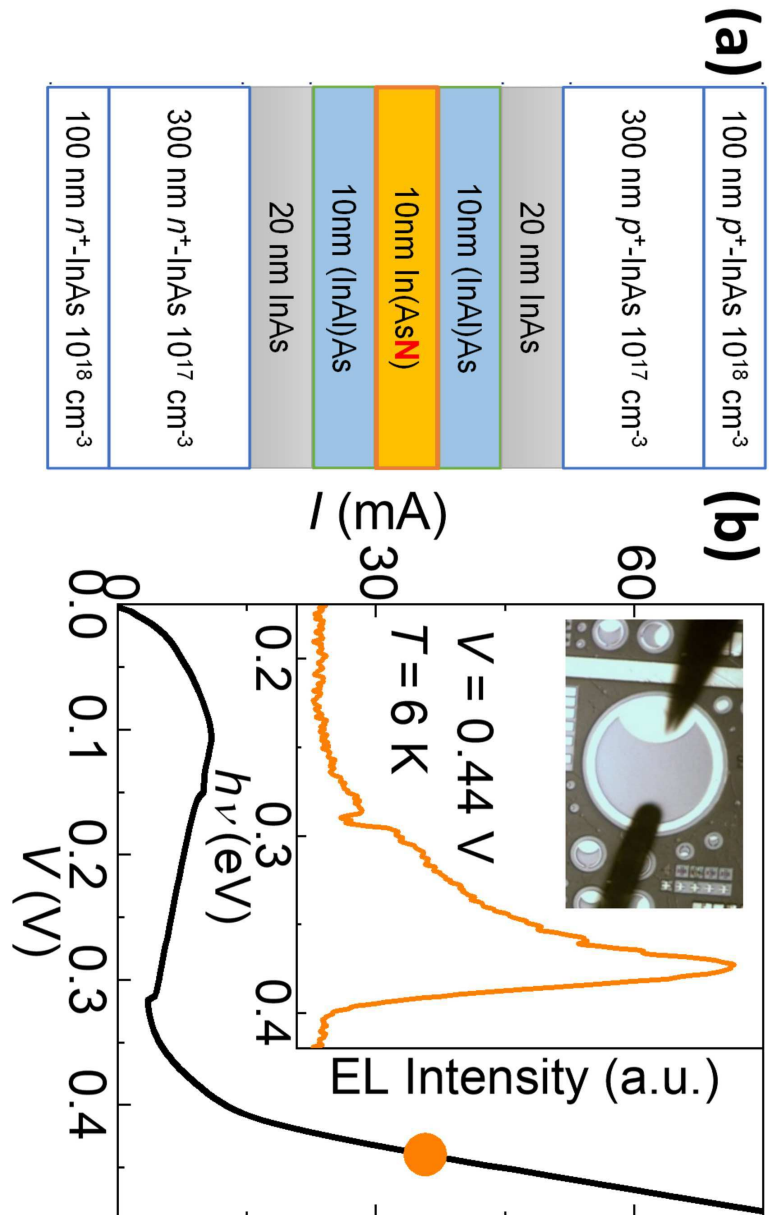 (a)
100 nm p+-InAs 10¹⁸ cm⁻³
300 nm p+-InAs 10¹⁷ cm⁻³
20 nm InAs
10nm (InAl)As
10nm In(AsN)
10nm (InAl)As
20 nm InAs
300 nm n+-InAs 10¹⁷ cm⁻³
100 nm n+-InAs 10¹⁸ cm⁻³
(b)
60
30
0
I (mA)
V = 0.44 V
T = 6 K
EL Intensity (a.u.)
0.2
0.3
0.4
hν (eV)
0.0
0.1
0.2
0.3
0.4
V (V)